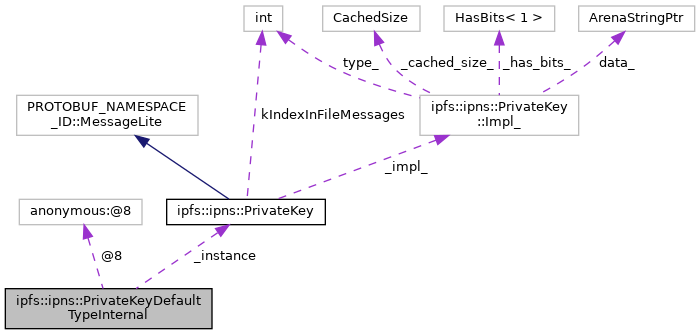 int
CachedSize
HasBits< 1 >
ArenaStringPtr
type_
_cached_size_
_has_bits_
data_
PROTOBUF_NAMESPACE
_ID::MessageLite
kIndexInFileMessages
ipfs::ipns::PrivateKey
::Impl_
_impl_
anonymous:@8
ipfs::ipns::PrivateKey
@8
_instance
ipfs::ipns::PrivateKeyDefault
TypeInternal